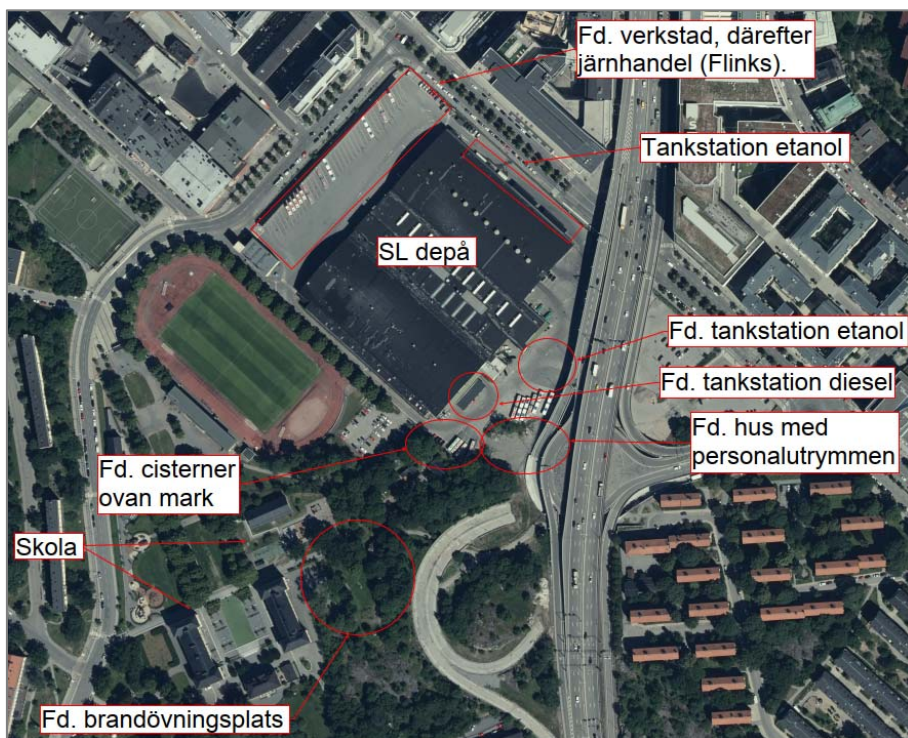 Fd. verkstad, därefter
järnhandel (Flinks).
Tankstation etanol
SL depå
Fd. tankstation etanol
Fd. tankstation diesel
Fd. hus med
personalutrymmen
Fd. cisterner
ovan mark
Skola
Fd. brandövningsplats